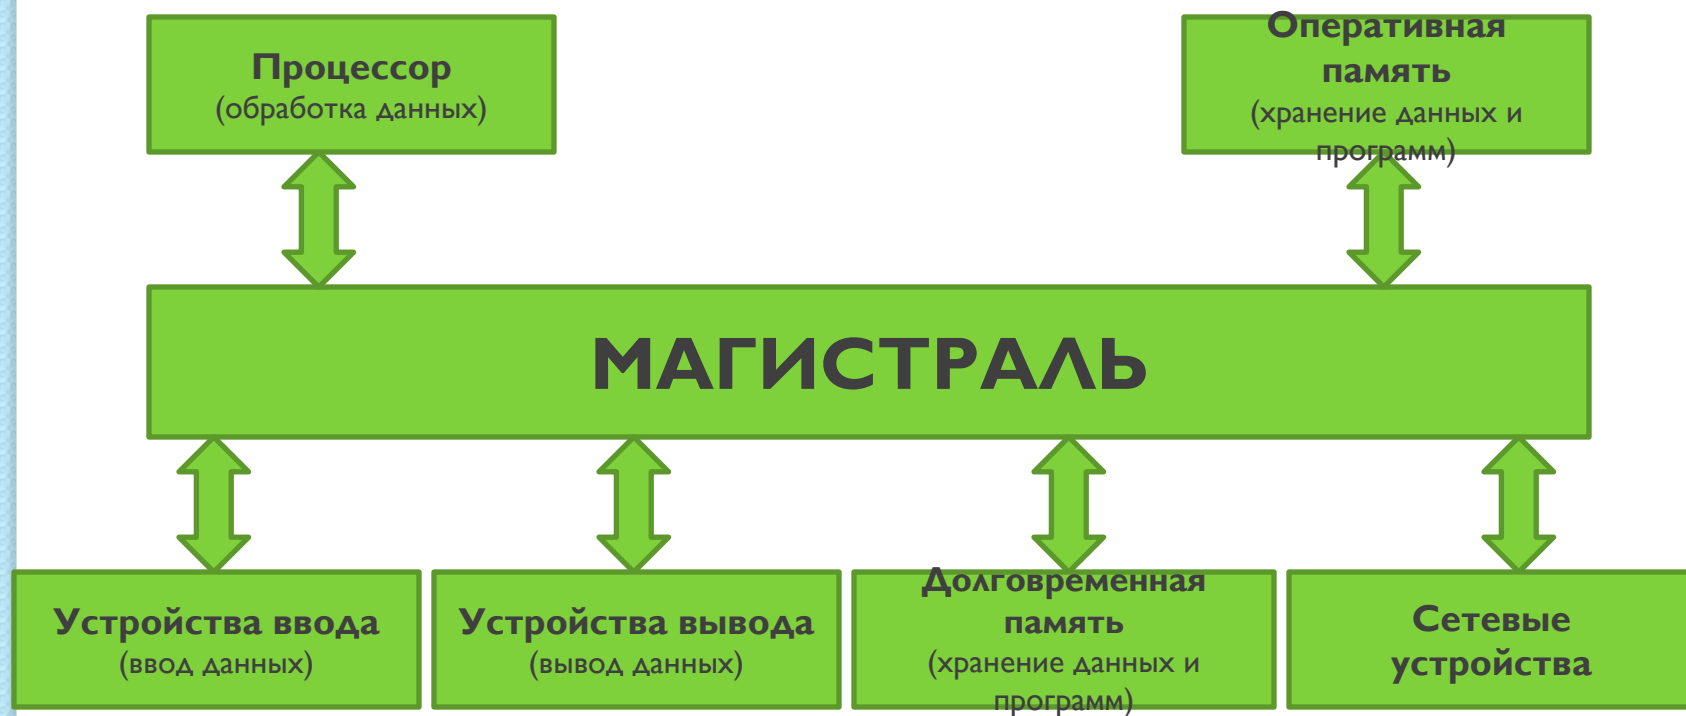 Процессор
(обработка данных)
Оперативная
память
(хранение данных и
программ)
МАГИСТРАЛЬ
Устройства ввода
(ввод данных)
Устройства вывода
(вывод данных)
Долговременная
память
(хранение данных и
программ)
Сетевые
устройства